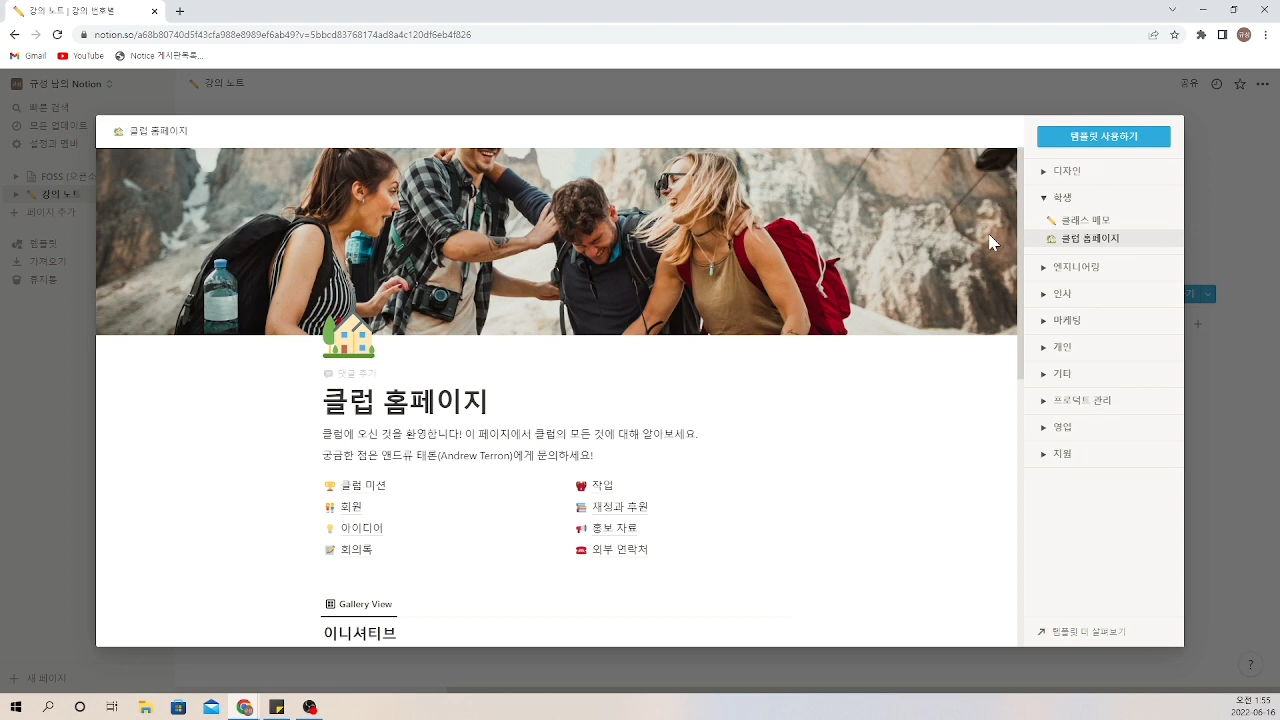 강의 노트 | 강의 번호별
notion.so/a68b80740d5f43cfa988e8989ef6ab49?v=5bbcd83768174ad8a4c120df6eb4f826
규성
Gmail
YouTube
Notice 게시판목록...
규성 님의 Notion
강의 노트
공유
빠른 검색
모든 업데이트
설정과 멤버
FOSS (오픈소
강의 노트
페이지 추가
템플릿
가져오기
휴지통
새 페이지
클럽 홈페이지
댓글 추가
클럽 홈페이지
클럽에 오신 것을 환영합니다! 이 페이지에서 클럽의 모든 것에 대해 알아보세요.
궁금한 점은 앤드류 테론(Andrew Terron)에게 문의하세요!
클럽 미션
회원
아이디어
회의록
작업
재정과 후원
홍보 자료
외부 연락처
Gallery View
이니셔티브
템플릿 사용하기
디자인
학생
클래스 메모
클럽 홈페이지
엔지니어링
인사
마케팅
개인
기타
프로덕트 관리
영업
지원
템플릿 더 살펴보기
기
?
오전 1:55
2022-06-16